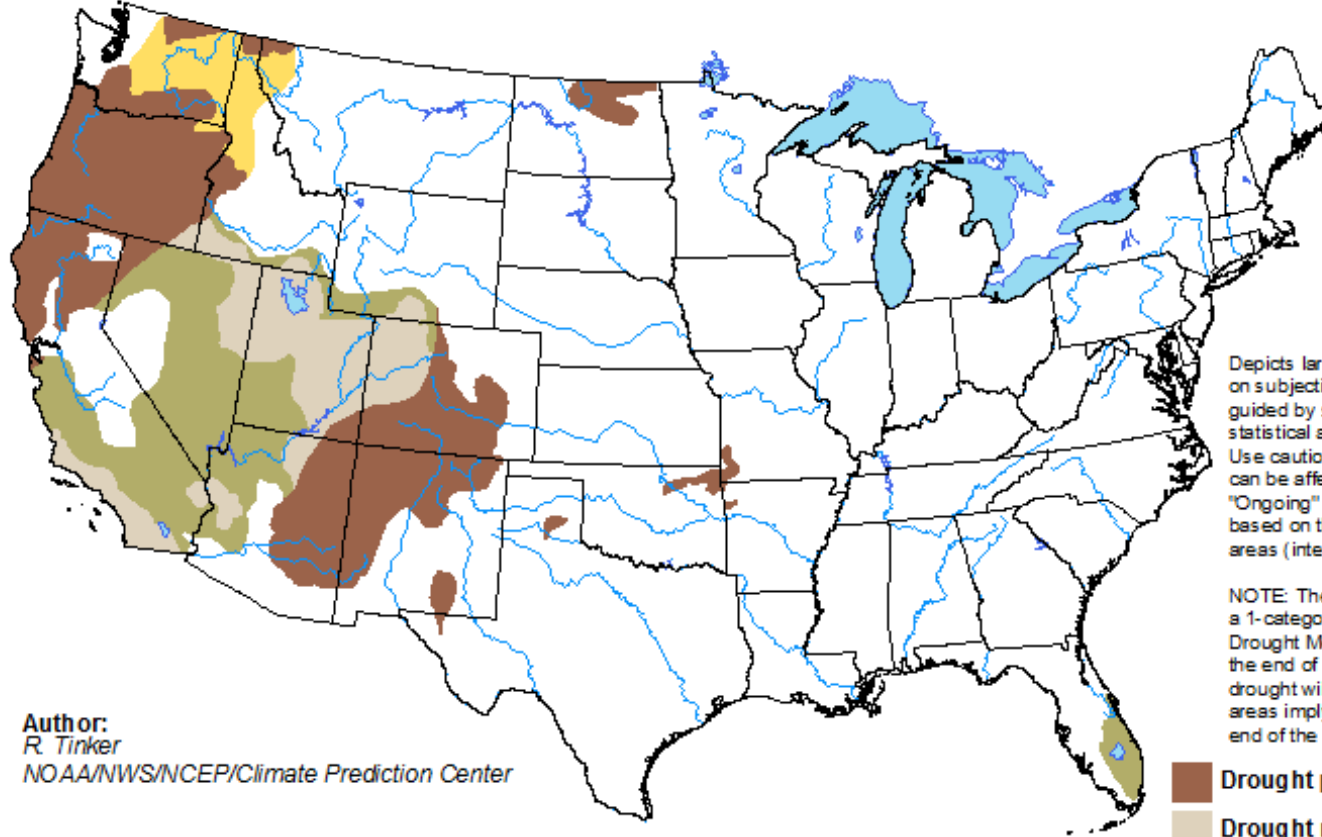 Depicts lar
on subjecti
guided by
statistical a
Use cautio
can be affe
"Ongoing"
based on t
areas (inte
NOTE: The
a 1-catego
Drought M
the end of
drought wi
areas imply
end of the
Author:
R. Tinker
NOAA/NWS/NCEP/Climate Prediction Center
Drought p
Drought